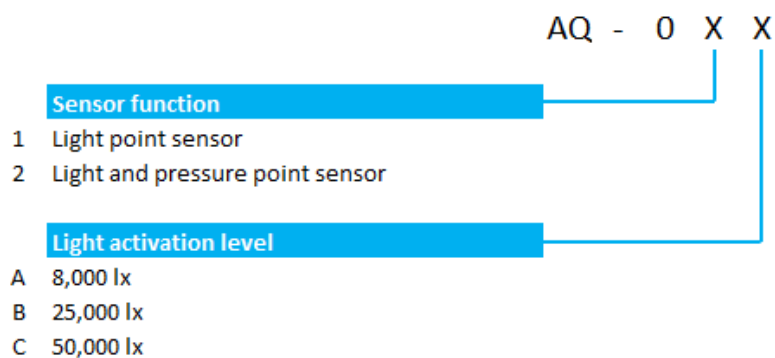 AQ - 0 X X
Sensor function
1 Light point sensor
2 Light and pressure point sensor
Light activation level
A 8,000 lx
B 25,000 lx
C 50,000 lx